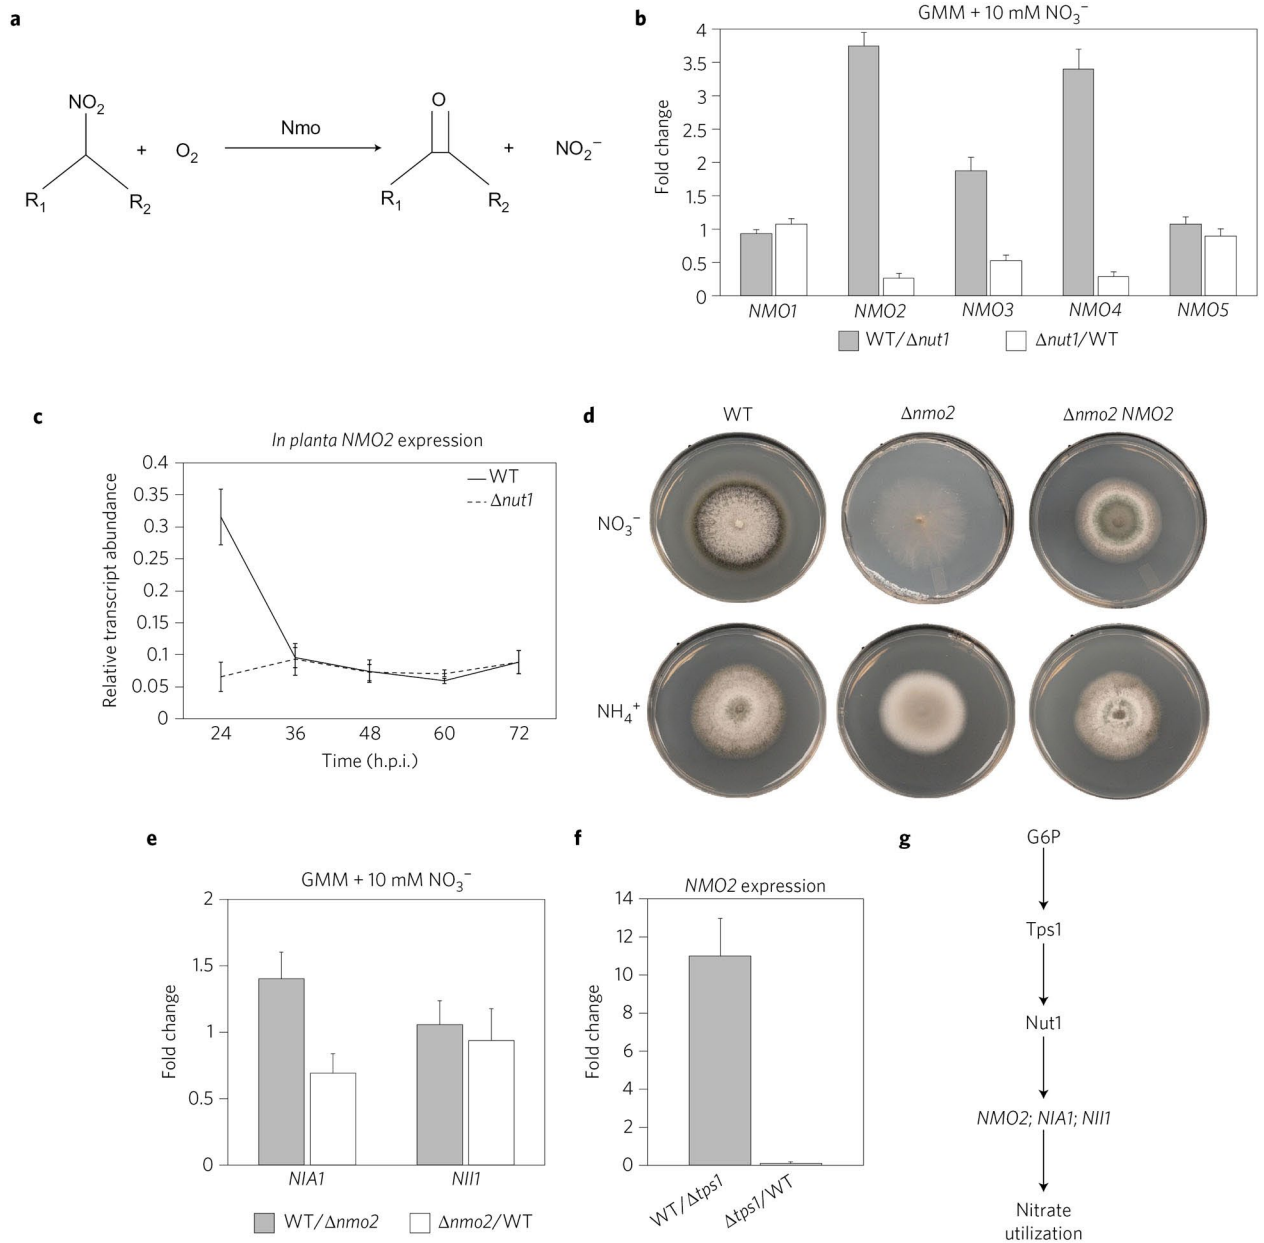 a
NO2
+ O2
Nmo
O
+ NO2−
R1 R2
R1 R2
b
GMM + 10 mM NO3−
Fold change
4
3.5
3
2.5
2
1.5
1
0.5
0
NMO1 NMO2 NMO3 NMO4 NMO5
WT/Δnut1 Δnut1/WT
c
In planta NMO2 expression
Relative transcript abundance
0.4
0.35
0.3
0.25
0.2
0.15
0.1
0.05
0
WT
Δnut1
24 36 48 60 72
Time (h.p.i.)
d
WT Δnmo2 Δnmo2 NMO2
NO3−
NH4+
e
GMM + 10 mM NO3−
Fold change
2
1.5
1
0.5
0
NIA1 NII1
WT/Δnmo2 Δnmo2/WT
f
NMO2 expression
Fold change
14
12
10
8
6
4
2
0
WT/Δtps1 Δtps1/WT
g
G6P
Tps1
Nut1
NMO2; NIA1; NII1
Nitrate
utilization